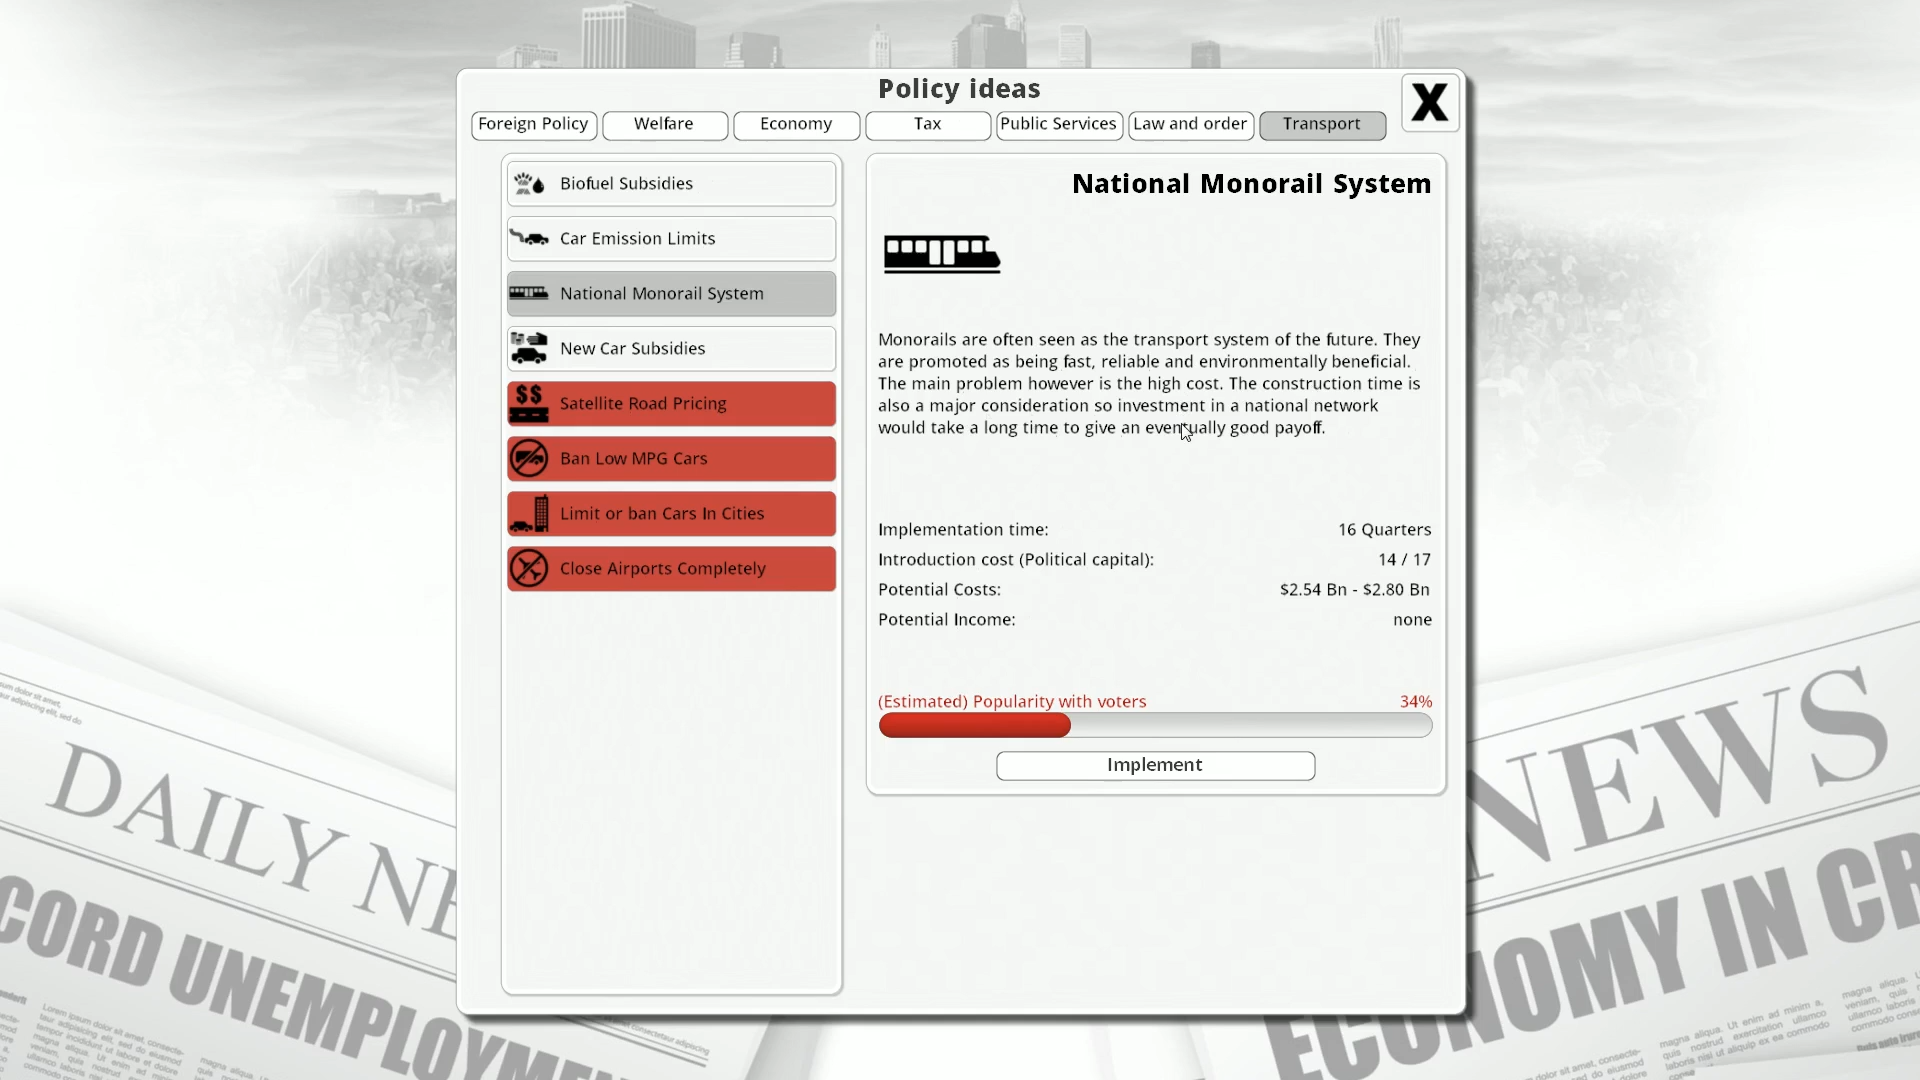 Policy ideas
X
Foreign Policy
Welfare
Economy
Tax
Public Services
Law and order
Transport
Biofuel Subsidies
Car Emission Limits
National Monorail System
New Car Subsidies
$$
Satellite Road Pricing
Ban Low MPG Cars
Limit or ban Cars In Cities
Close Airports Completely
National Monorail System
Monorails are often seen as the transport system of the future. They
are promoted as being fast, reliable and environmentally beneficial.
The main problem however is the high cost. The construction time is
also a major consideration so investment in a national network
would take a long time to give an eventually good payoff.
Implementation time: 16 Quarters
Introduction cost (Political capital): 14 / 17
Potential Costs: $2.54 Bn - $2.80 Bn
Potential Income: none
(Estimated) Popularity with voters 34%
Implement
DAILY NE
CORD UNEMPLOYME
NEWS
ECONOMY IN CR